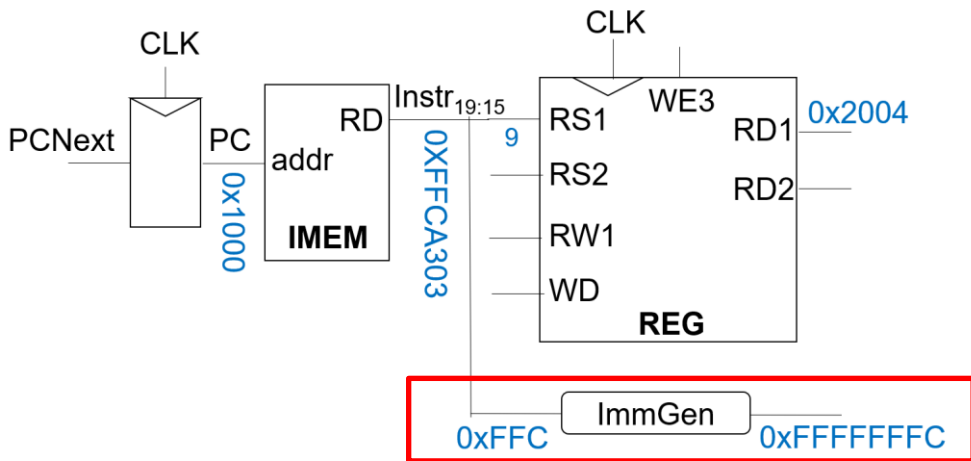 CLK
CLK
PCNext
PC
0x1000
addr
RD
IMEM
Instr19:15
0XFFCA303
9
RS1
RS2
RW1
WD
WE3
RD1
RD2
REG
0x2004
0xFFC
ImmGen
0xFFFFFFFC